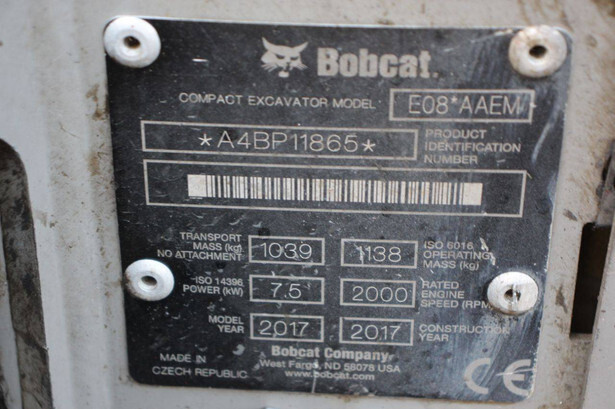 Bobcat.
COMPACT EXCAVATOR MODEL E08*AAEM
*A4BP11865* PRODUCT IDENTIFICATION NUMBER
TRANSPORT MASS (kg) NO ATTACHMENT 1039 1138 ISO 6016 OPERATING MASS (kg)
ISO 14396 POWER (kW) 7.5 2000 RATED ENGINE SPEED (RPM)
MODEL YEAR 2017 2017 CONSTRUCTION YEAR
MADE IN CZECH REPUBLIC
Bobcat Company
West Fargo, ND 58078 USA
www.bobcat.com
CE